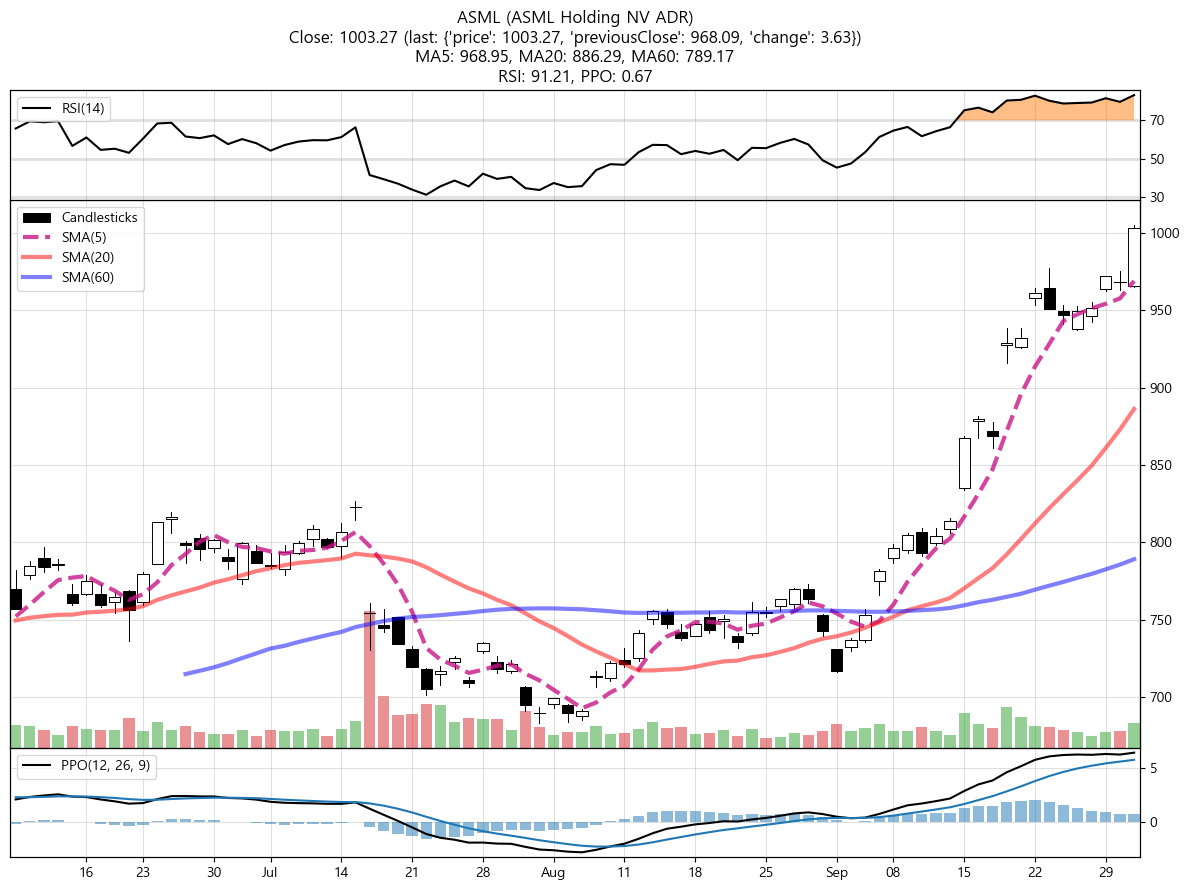 ASML (ASML Holding NV ADR)
Close: 1003.27 (last: {'price': 1003.27, 'previousClose': 968.09, 'change': 3.63})
MA5: 968.95, MA20: 886.29, MA60: 789.17
RSI: 91.21, PPO: 0.67
RSI(14)
70
50
30
Candlesticks
SMA(5)
SMA(20)
SMA(60)
1000
950
900
850
800
750
700
PPO(12, 26, 9)
5
0
16 23 30 Jul 14 21 28 Aug 11 18 25 Sep 08 15 22 29